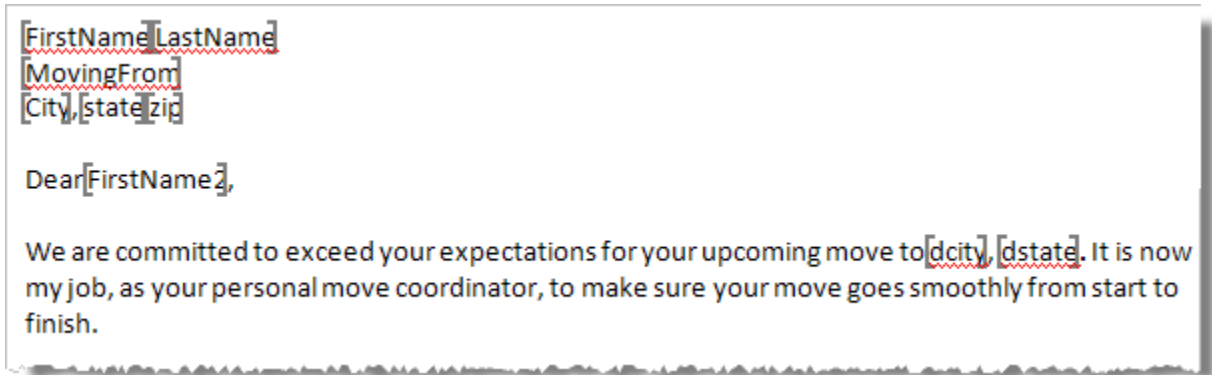 [FirstName][LastName]
[MovingFrom]
[City],[state][zip]
Dear[FirstName2],
We are committed to exceed your expectations for your upcoming move to[dcity],[dstate]. It is now
my job, as your personal move coordinator, to make sure your move goes smoothly from start to
finish.